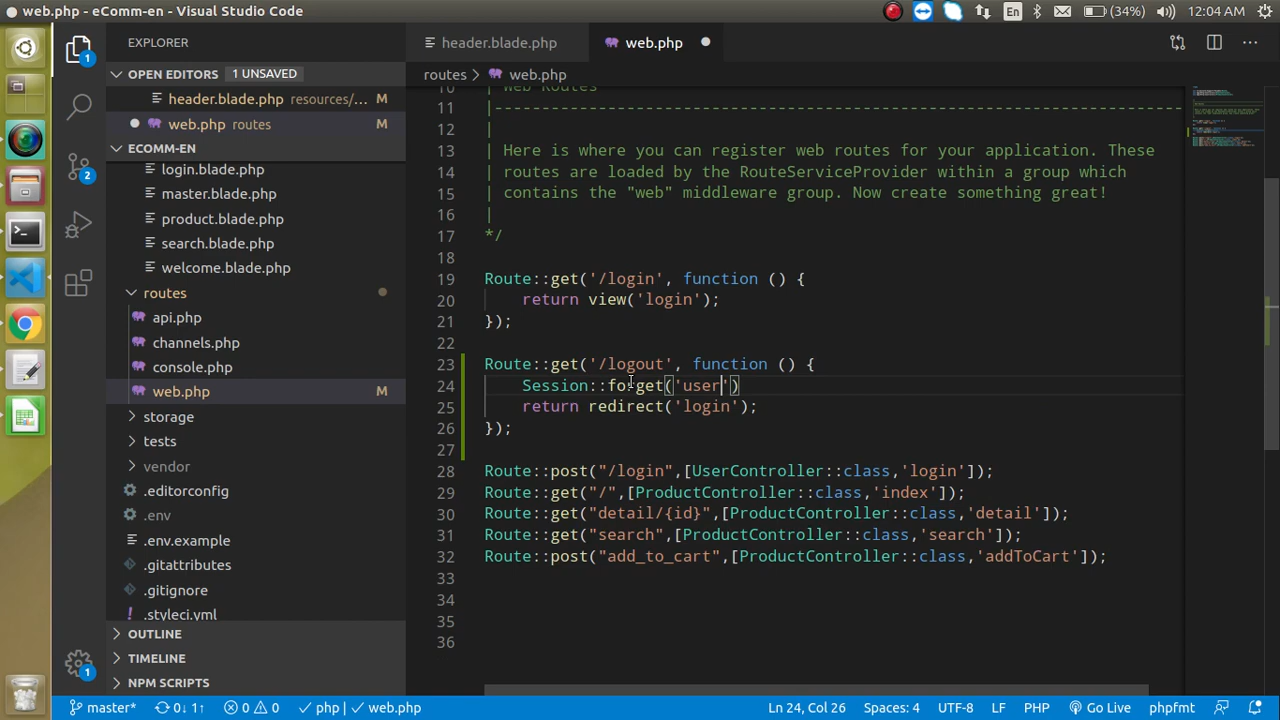 web.php - eComm-en - Visual Studio Code
En
(34%)
12:04 AM
EXPLORER
header.blade.php
web.php
OPEN EDITORS
1 UNSAVED
header.blade.php resources/... M
web.php routes M
ECOMM-EN
login.blade.php
master.blade.php
product.blade.php
search.blade.php
welcome.blade.php
routes
api.php
channels.php
console.php
web.php M
storage
tests
vendor
.editorconfig
.env
.env.example
.gitattributes
.gitignore
.styleci.yml
OUTLINE
TIMELINE
NPM SCRIPTS
1
2
1
routes > web.php
10 | Web Routes
11 |--------------------------------------------------------------------------
12 |
13 | Here is where you can register web routes for your application. These
14 | routes are loaded by the RouteServiceProvider within a group which
15 | contains the "web" middleware group. Now create something great!
16 |
17 */
18
19 Route::get('/login', function () {
20 return view('login');
21 });
22
23 Route::get('/logout', function () {
24 Session::forget('user')
25 return redirect('login');
26 });
27
28 Route::post("/login",[UserController::class,'login']);
29 Route::get("/",[ProductController::class,'index']);
30 Route::get("detail/{id}",[ProductController::class,'detail']);
31 Route::get("search",[ProductController::class,'search']);
32 Route::post("add_to_cart",[ProductController::class,'addToCart']);
33
34
35
36
master* 0↓ 1↑ 0 0 php | web.php Ln 24, Col 26 Spaces: 4 UTF-8 LF PHP Go Live phpfmt